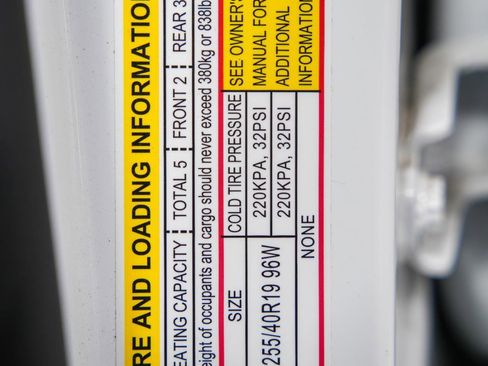 RE AND LOADING INFORMATION
EATING CAPACITY TOTAL 5 FRONT 2 REAR 3
eight of occupants and cargo should never exceed 380kg or 838lb
SIZE COLD TIRE PRESSURE SEE OWNER'S
255/40R19 96W 220KPA, 32PSI MANUAL FOR
220KPA, 32PSI ADDITIONAL
NONE INFORMATION